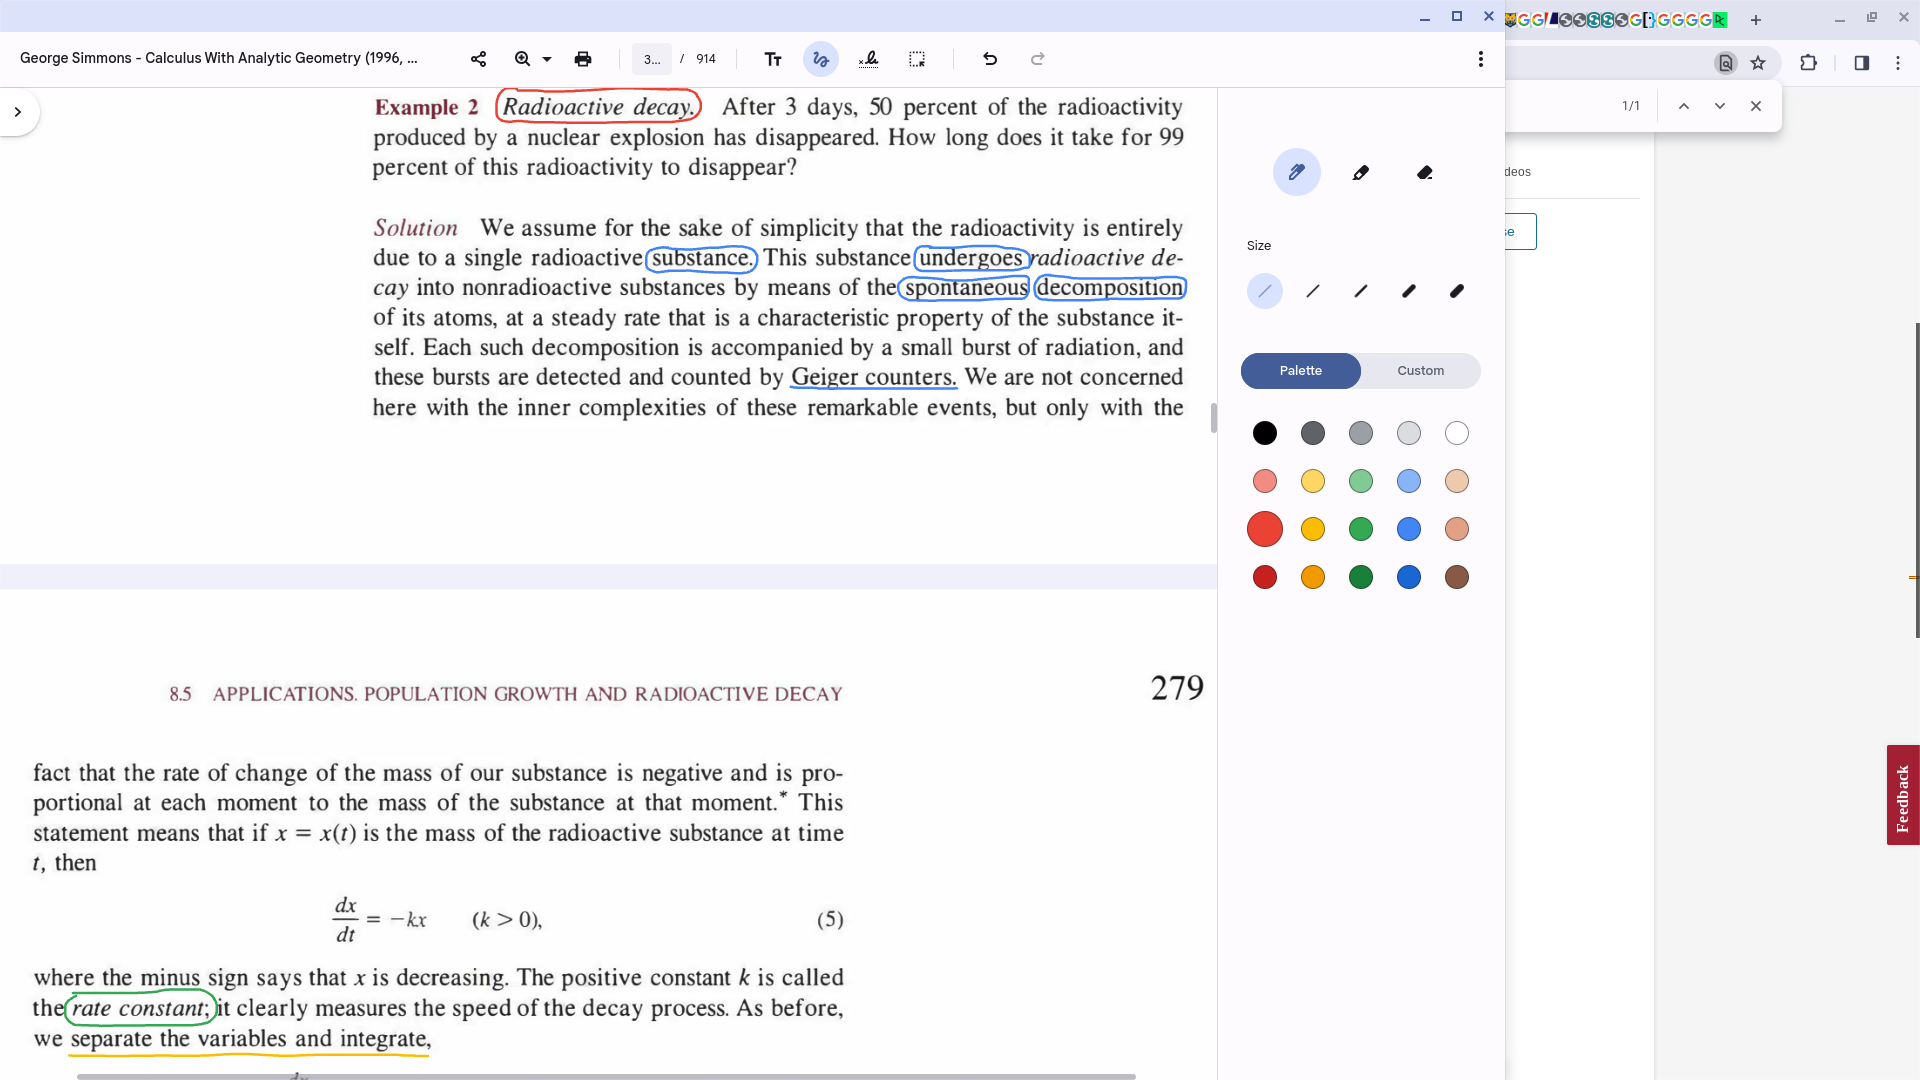 George Simmons - Calculus With Analytic Geometry (1996, ...
3... / 914
Tт
1/1
Example 2 Radioactive decay. After 3 days, 50 percent of the radioactivity
produced by a nuclear explosion has disappeared. How long does it take for 99
percent of this radioactivity to disappear?
Solution We assume for the sake of simplicity that the radioactivity is entirely
due to a single radioactive substance. This substance undergoes radioactive de-
cay into nonradioactive substances by means of the spontaneous decomposition
of its atoms, at a steady rate that is a characteristic property of the substance it-
self. Each such decomposition is accompanied by a small burst of radiation, and
these bursts are detected and counted by Geiger counters. We are not concerned
here with the inner complexities of these remarkable events, but only with the
8.5 APPLICATIONS. POPULATION GROWTH AND RADIOACTIVE DECAY
279
fact that the rate of change of the mass of our substance is negative and is pro-
portional at each moment to the mass of the substance at that moment.* This
statement means that if x = x(t) is the mass of the radioactive substance at time
t, then
dx/dt = −kx (k > 0), (5)
where the minus sign says that x is decreasing. The positive constant k is called
the rate constant; it clearly measures the speed of the decay process. As before,
we separate the variables and integrate,
Size
Palette
Custom
deos
se
Feedback